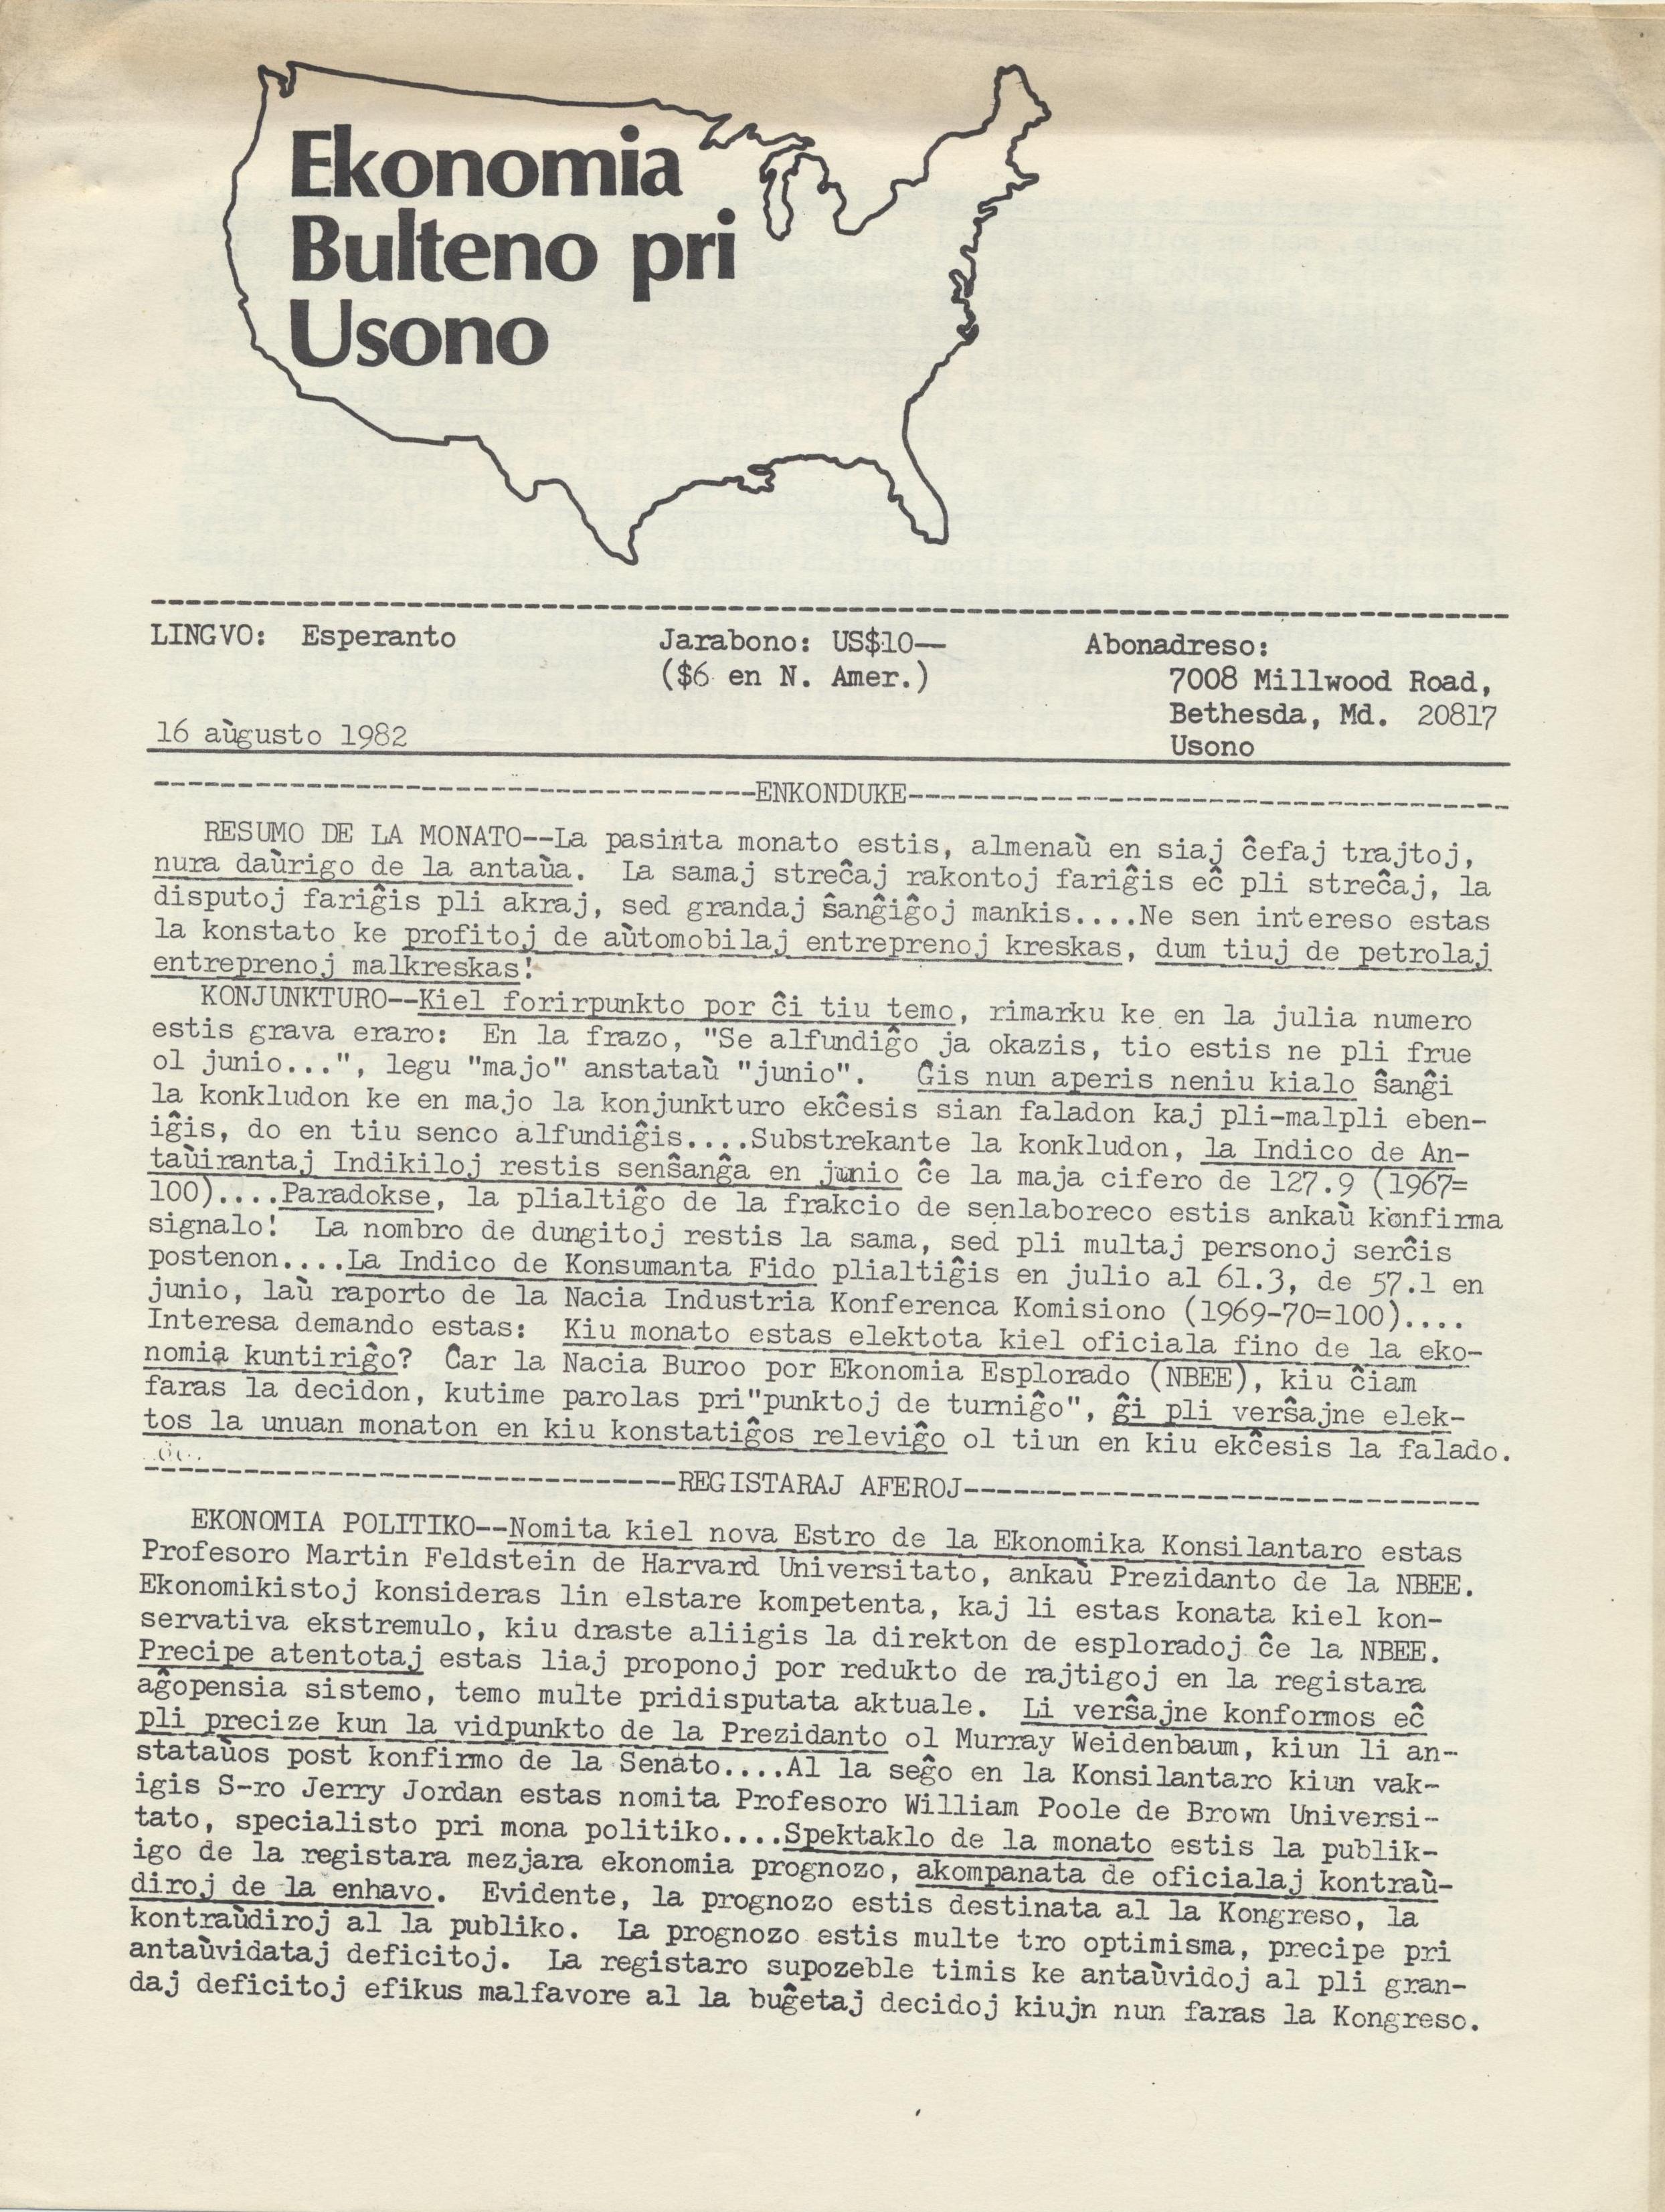 Ekonomia
Bulteno pri
Usono
LINGVO: Esperanto
Jarabono: US$10—
($6 en N. Amer.)
Abonadreso:
7008 Millwood Road,
Bethesda, Md. 20817
Usono
16 aùgusto 1982
-----ENKONDUKE-----
RESUMO DE LA MONATO--La pasinta monato estis, almenaù en siaj ĉefaj trajtoj,
nura daùrigo de la antaùa. La samaj streĉaj rakontoj fariĝis eĉ pli streĉaj, la
disputoj fariĝis pli akraj, sed grandaj ŝanĝiĝoj mankis....Ne sen intereso estas
la konstato ke profitoj de aùtomobilaj entreprenoj kreskas, dum tiuj de petrolaj
entreprenoj malkreskas!
KONJUNKTURO--Kiel forirpunkto por ĉi tiu temo, rimarku ke en la julia numero
estis grava eraro: En la frazo, "Se alfundiĝo ja okazis, tio estis ne pli frue
ol junio...", legu "majo" anstataù "junio". Ĝis nun aperis neniu kialo ŝanĝi
la konkludon ke en majo la konjunkturo ekĉesis sian faladon kaj pli-malpli eben-
iĝis, do en tiu senco alfundiĝis....Substrekante la konkludon, la Indico de An-
taùirantaj Indikiloj restis senŝanĝa en junio ĉe la maja cifero de 127.9 (1967=
100)....Paradokse, la plialtiĝo de la frakcio de senlaboreco estis ankaù konfirma
signalo! La nombro de dungitoj restis la sama, sed pli multaj personoj serĉis
postenon....La Indico de Konsumanta Fido plialtiĝis en julio al 61.3, de 57.1 en
junio, laù raporto de la Nacia Industria Konferenca Komisiono (1969-70=100)....
Interesa demando estas: Kiu monato estas elektota kiel oficiala fino de la eko-
nomia kuntiriĝo? Ĉar la Nacia Buroo por Ekonomia Esplorado (NBEE), kiu ĉiam
faras la decidon, kutime parolas pri"punktoj de turniĝo", ĝi pli verŝajne elek-
tos la unuan monaton en kiu konstatiĝos releviĝo ol tiun en kiu ekĉesis la falado.
-----REGISTARAJ AFEROJ-----
EKONOMIA POLITIKO--Nomita kiel nova Estro de la Ekonomika Konsilantaro estas
Profesoro Martin Feldstein de Harvard Universitato, ankaù Prezidanto de la NBEE.
Ekonomikistoj konsideras lin elstare kompetenta, kaj li estas konata kiel kon-
servativa ekstremulo, kiu draste aliigis la direkton de esploradoj ĉe la NBEE.
Precipe atentotaj estas liaj proponoj por redukto de rajtigoj en la registara
aĝopensia sistemo, temo multe pridisputata aktuale. Li verŝajne konformos eĉ
pli precize kun la vidpunkto de la Prezidanto ol Murray Weidenbaum, kiun li an-
stataùos post konfirmo de la Senato....Al la seĝo en la Konsilantaro kiun vak-
igis S-ro Jerry Jordan estas nomita Profesoro William Poole de Brown Universi-
tato, specialisto pri mona politiko....Spektaklo de la monato estis la publik-
igo de la registara mezjara ekonomia prognozo, akompanata de oficialaj kontraù-
diroj de la enhavo. Evidente, la prognozo estis destinata al la Kongreso, la
kontraùdiroj al la publiko. La prognozo estis multe tro optimisma, precipe pri
antaùvidataj deficitoj. La registaro supozeble timis ke antaùvidoj al pli gran-
daj deficitoj efikus malfavore al la buĝetaj decidoj kiujn nun faras la Kongreso.